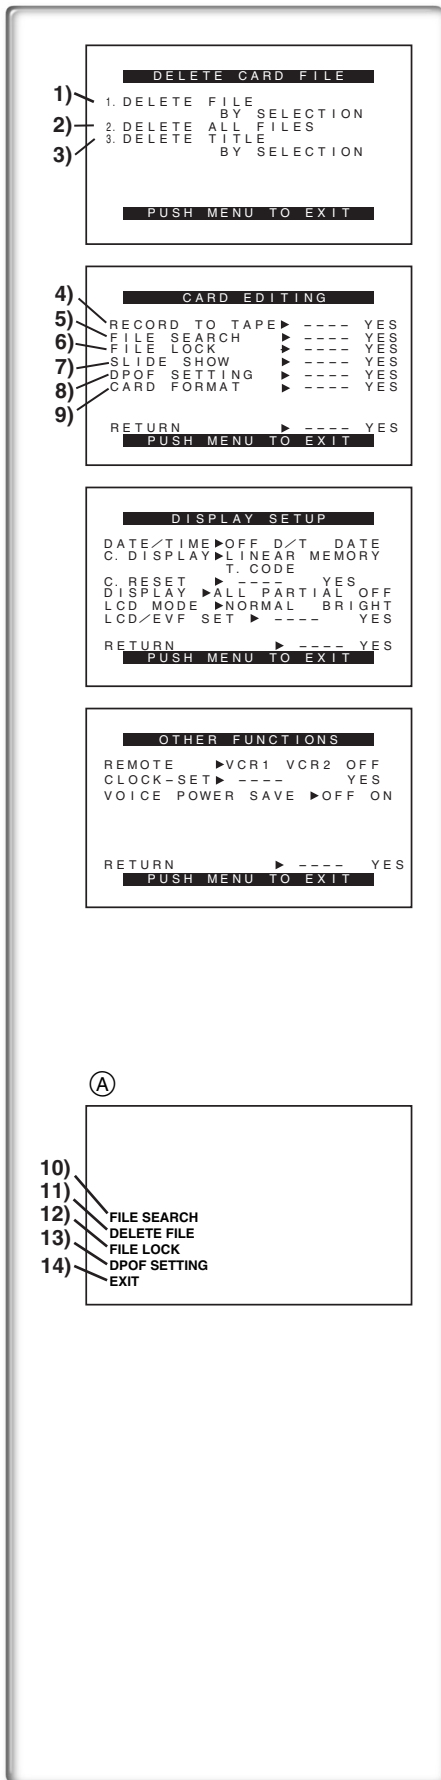 DELETE CARD FILE
1) 1. DELETE FILE
BY SELECTION
2) 2. DELETE ALL FILES
3) 3. DELETE TITLE
BY SELECTION
PUSH MENU TO EXIT
CARD EDITING
4) RECORD TO TAPE▶ ---- YES
5) FILE SEARCH ▶ ---- YES
6) FILE LOCK ▶ ---- YES
7) SLIDE SHOW ▶ ---- YES
8) DPOF SETTING ▶ ---- YES
9) CARD FORMAT ▶ ---- YES
RETURN ▶ ---- YES
PUSH MENU TO EXIT
DISPLAY SETUP
DATE/TIME▶OFF D/T DATE
C. DISPLAY▶LINEAR MEMORY
T. CODE
C. RESET ▶ ---- YES
DISPLAY ▶ALL PARTIAL OFF
LCD MODE ▶NORMAL BRIGHT
LCD/EVF SET ▶ ---- YES
RETURN ▶ ---- YES
PUSH MENU TO EXIT
OTHER FUNCTIONS
REMOTE ▶VCR1 VCR2 OFF
CLOCK-SET▶ ---- YES
VOICE POWER SAVE ▶OFF ON
RETURN ▶ ---- YES
PUSH MENU TO EXIT
Ⓐ
10) FILE SEARCH
11) DELETE FILE
12) FILE LOCK
13) DPOF SETTING
14) EXIT